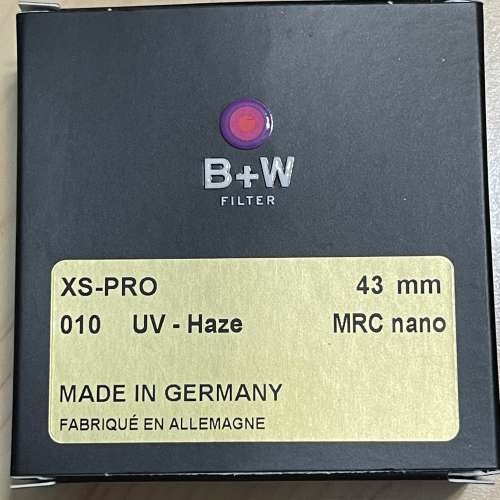 B+W
FILTER
XS-PRO 43 mm
010 UV - Haze MRC nano
MADE IN GERMANY
FABRIQUÉ EN ALLEMAGNE